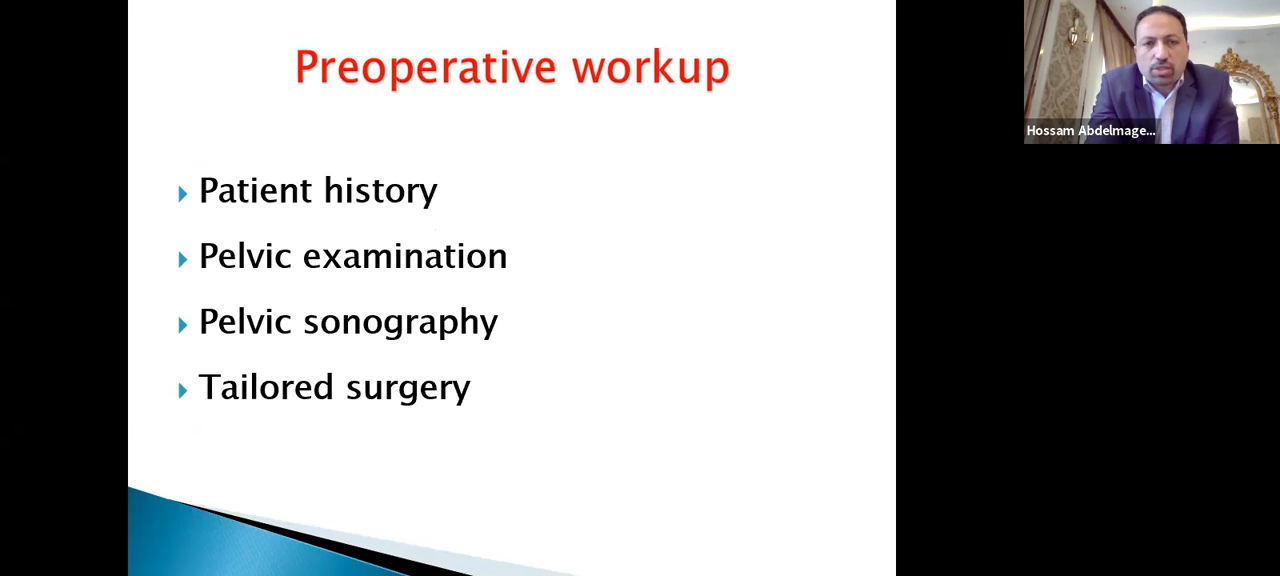 Preoperative workup
Patient history
Pelvic examination
Pelvic sonography
Tailored surgery
Hossam Abdelmage...